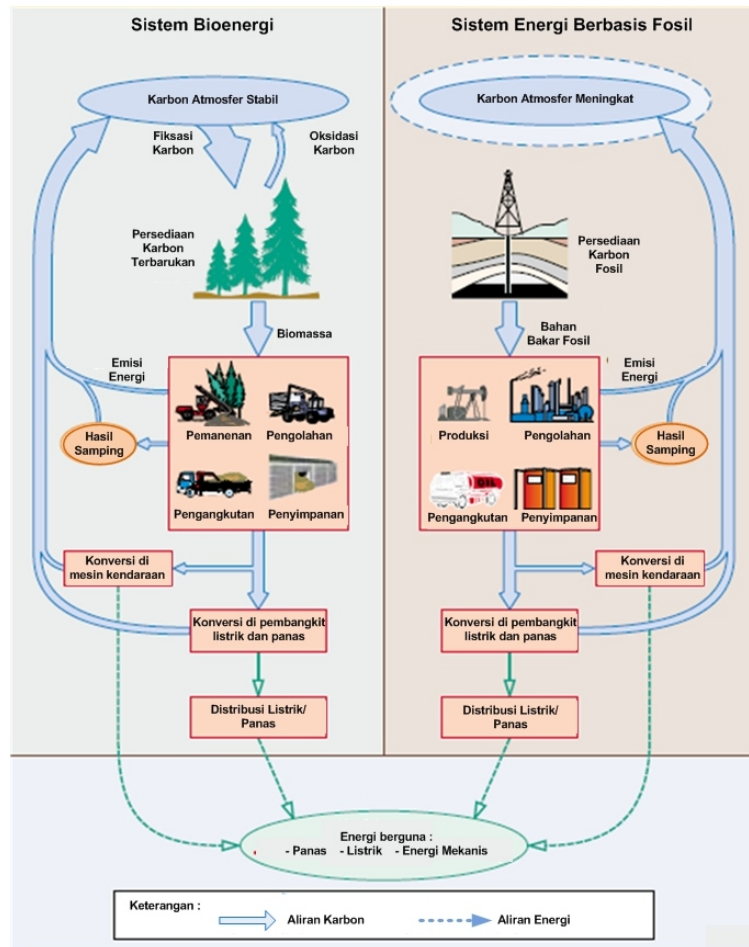 Sistem Bioenergi
Karbon Atmosfer Stabil
Fiksasi
Karbon
Oksidasi
Karbon
Persediaan
Karbon
Terbarukan
Biomassa
Emisi
Energi
Hasil
Samping
Pemanenan
Pengolahan
Pengangkutan
Penyimpanan
Konversi di
mesin kendaraan
Konversi di pembangkit
listrik dan panas
Distribusi Listrik/
Panas
Sistem Energi Berbasis Fosil
Karbon Atmosfer Meningkat
Persediaan
Karbon
Fosil
Bahan
Bakar Fosil
Emisi
Energi
Hasil
Samping
Produksi
Pengolahan
OIL
Pengangkutan
Penyimpanan
Konversi di
mesin kendaraan
Konversi di pembangkit
listrik dan panas
Distribusi Listrik/
Panas
Energi berguna :
- Panas - Listrik - Energi Mekanis
Keterangan :
Aliran Karbon
Aliran Energi